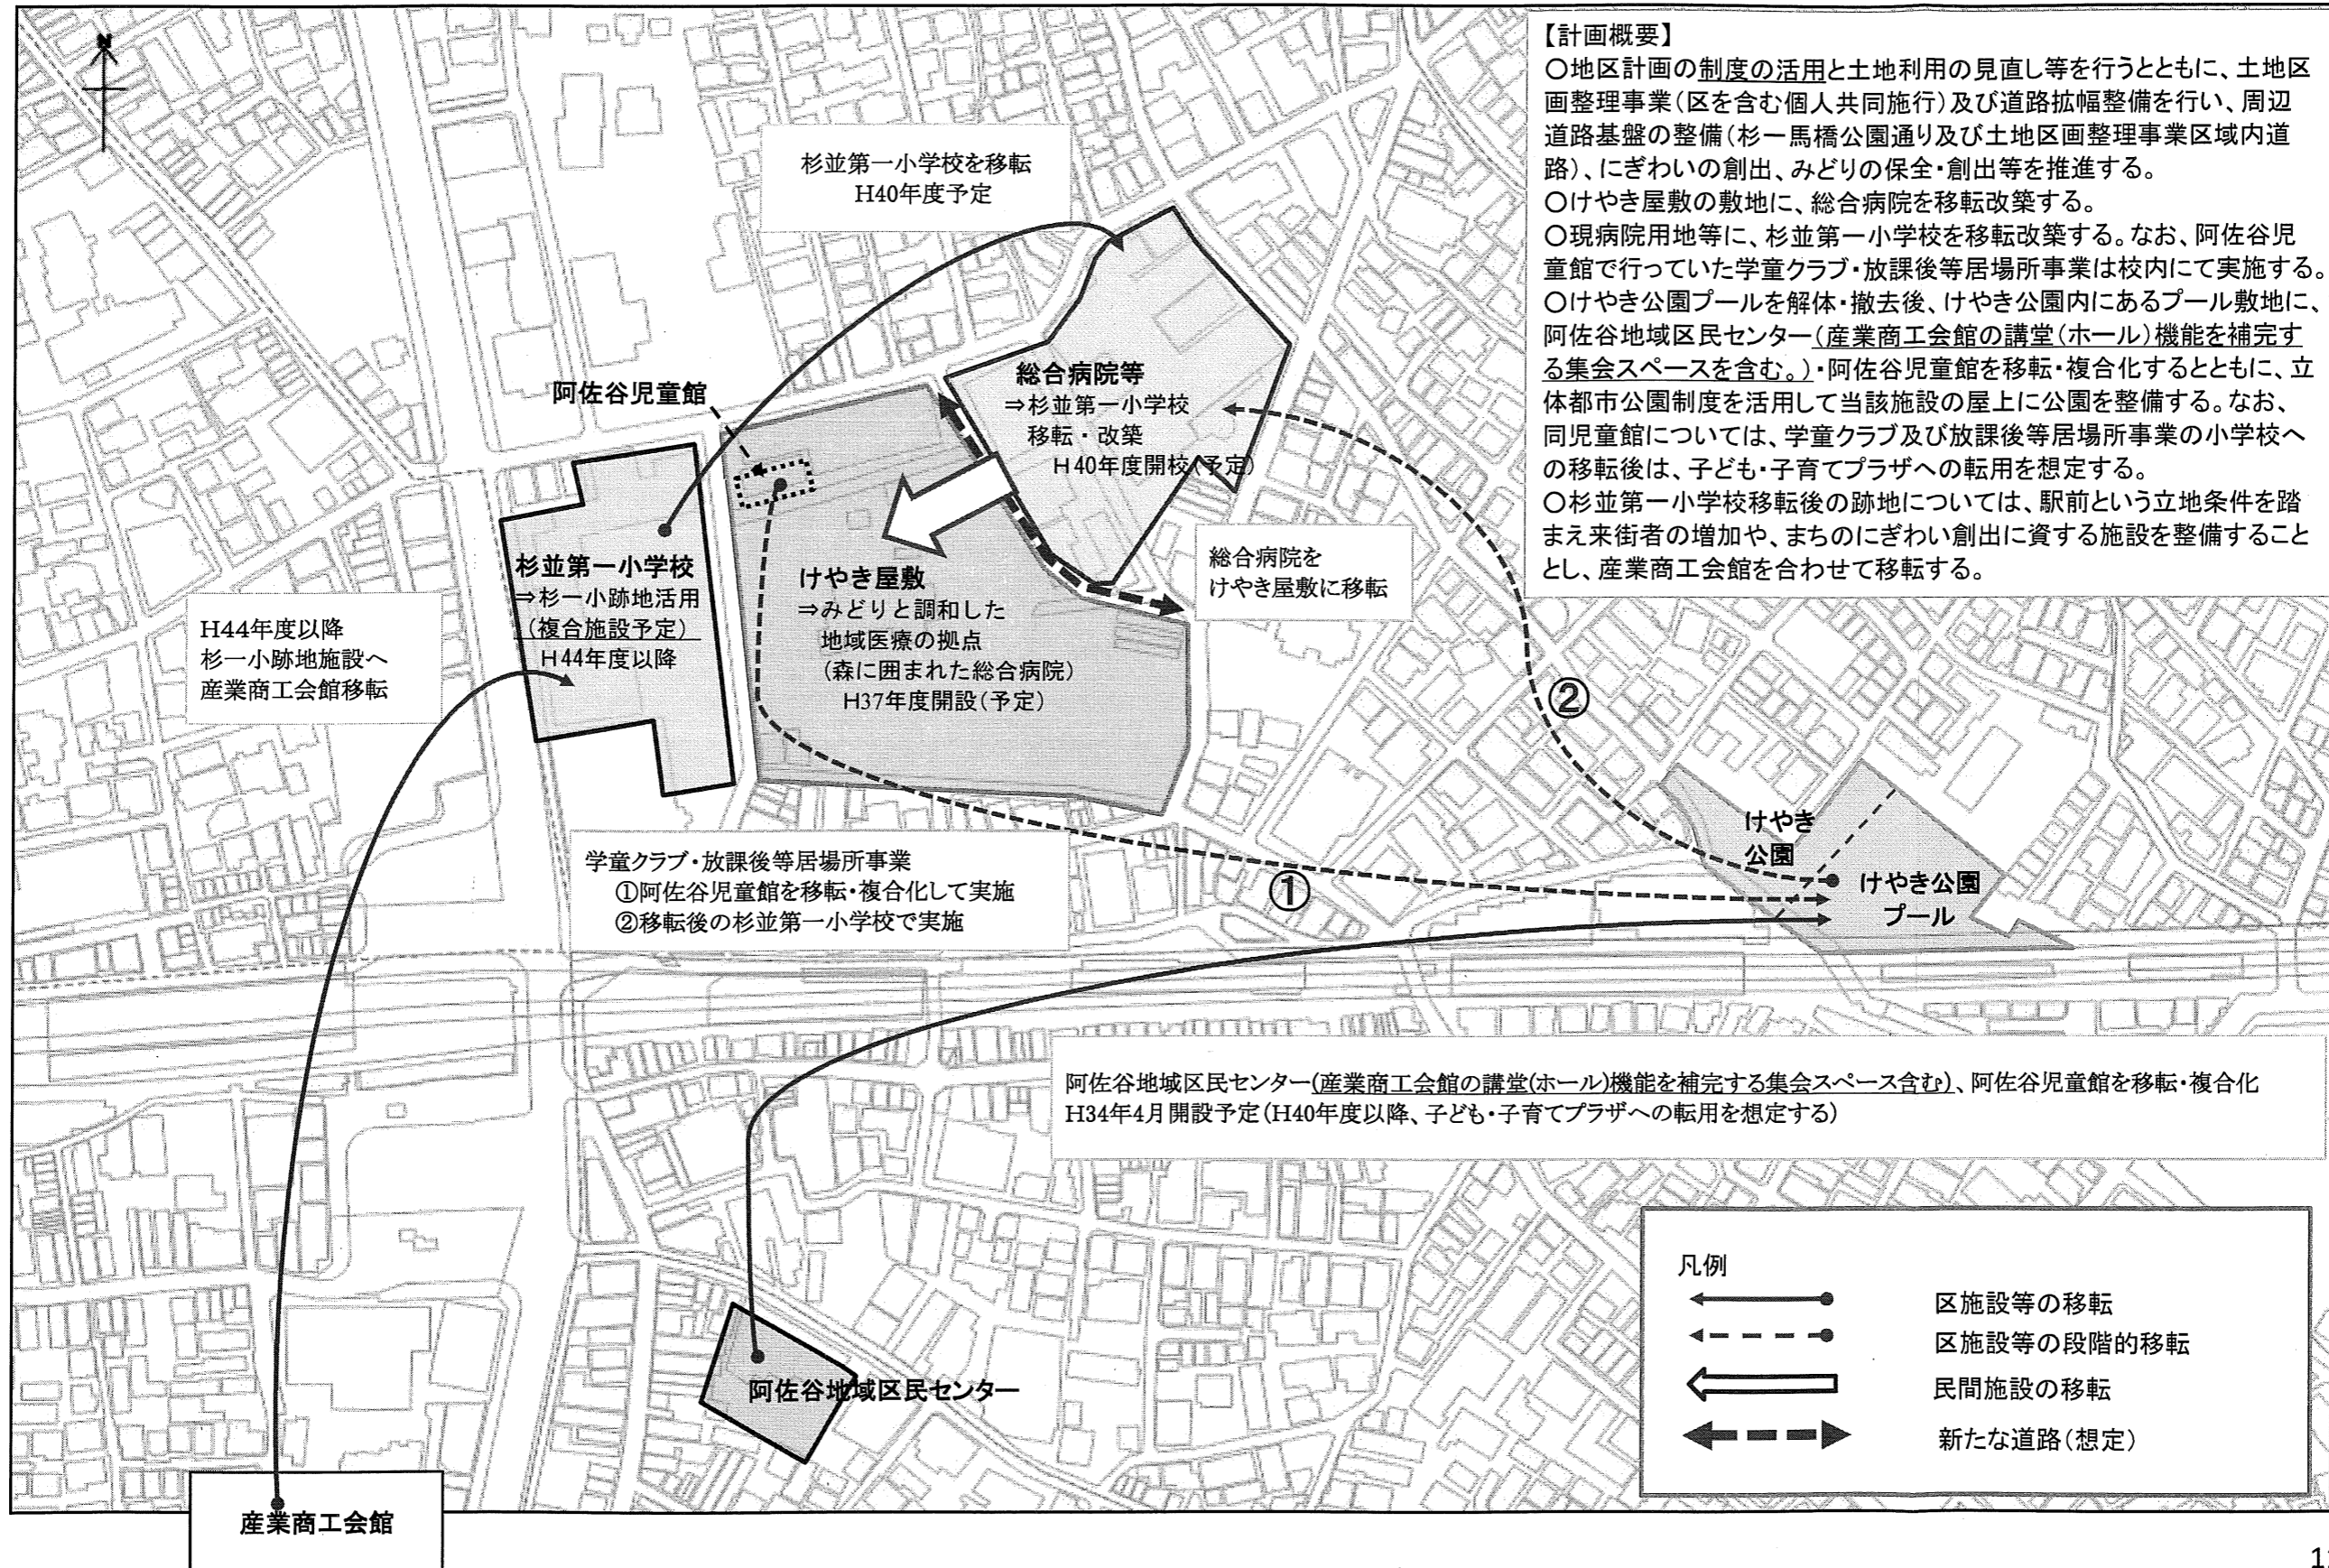 N
【計画概要】
○地区計画の制度の活用と土地利用の見直し等を行うとともに、土地区
画整理事業(区を含む個人共同施行)及び道路拡幅整備を行い、周辺
道路基盤の整備(杉一馬橋公園通り及び土地区画整理事業区域内道
路)、にぎわいの創出、みどりの保全・創出等を推進する。
○けやき屋敷の敷地に、総合病院を移転改築する。
○現病院用地等に、杉並第一小学校を移転改築する。なお、阿佐谷児
童館で行っていた学童クラブ・放課後等居場所事業は校内にて実施する。
○けやき公園プールを解体・撤去後、けやき公園内にあるプール敷地に、
阿佐谷地域区民センター(産業商工会館の講堂(ホール)機能を補完す
る集会スペースを含む。)・阿佐谷児童館を移転・複合化するとともに、立
体都市公園制度を活用して当該施設の屋上に公園を整備する。なお、
同児童館については、学童クラブ及び放課後等居場所事業の小学校へ
の移転後は、子ども・子育てプラザへの転用を想定する。
○杉並第一小学校移転後の跡地については、駅前という立地条件を踏
まえ来街者の増加や、まちのにぎわい創出に資する施設を整備すること
とし、産業商工会館を合わせて移転する。
杉並第一小学校を移転
H40年度予定
阿佐谷児童館
総合病院等
⇒杉並第一小学校
移転・改築
H40年度開校(予定)
杉並第一小学校
⇒杉一小跡地活用
(複合施設予定)
H44年度以降
けやき屋敷
⇒みどりと調和した
地域医療の拠点
(森に囲まれた総合病院)
H37年度開設(予定)
総合病院を
けやき屋敷に移転
H44年度以降
杉一小跡地施設へ
産業商工会館移転
②
けやき
公園
けやき公園
プール
学童クラブ・放課後等居場所事業
①阿佐谷児童館を移転・複合化して実施
②移転後の杉並第一小学校で実施
①
阿佐谷地域区民センター(産業商工会館の講堂(ホール)機能を補完する集会スペース含む)、阿佐谷児童館を移転・複合化
H34年4月開設予定(H40年度以降、子ども・子育てプラザへの転用を想定する)
阿佐谷地域区民センター
凡例
区施設等の移転
区施設等の段階的移転
民間施設の移転
新たな道路(想定)
産業商工会館